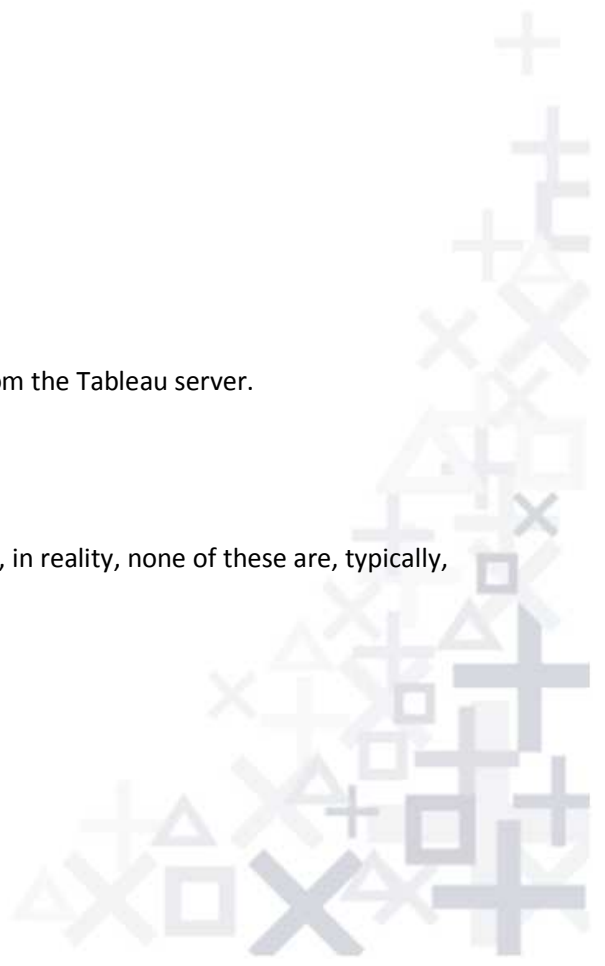 om the Tableau server.
, in reality, none of these are, typically,